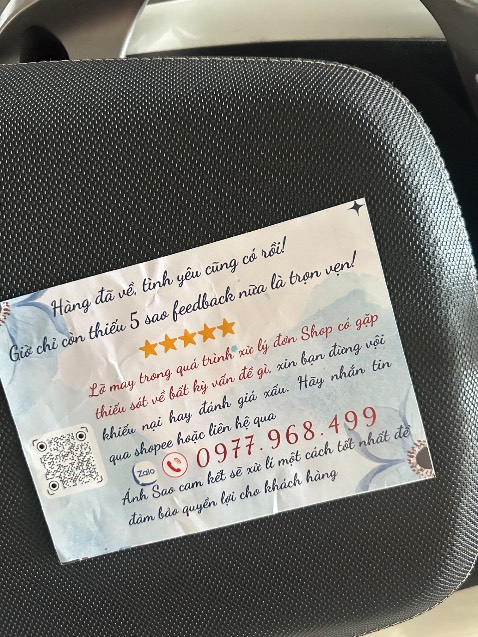 Hàng đã về, tình yêu cũng có rồi!
Giờ chỉ còn thiếu 5 sao feedback nữa là trọn vẹn!
Lỡ may trong quá trình xử lý đơn Shop có gặp
thiếu sót về bất kỳ vấn đề gì, xin bạn đừng vội
khiếu nại hay đánh giá xấu. Hãy nhắn tin
qua shopee hoặc liên hệ qua
Zalo 0977.968.499
Ánh Sao cam kết sẽ xử lí một cách tốt nhất để
đảm bảo quyền lợi cho khách hàng